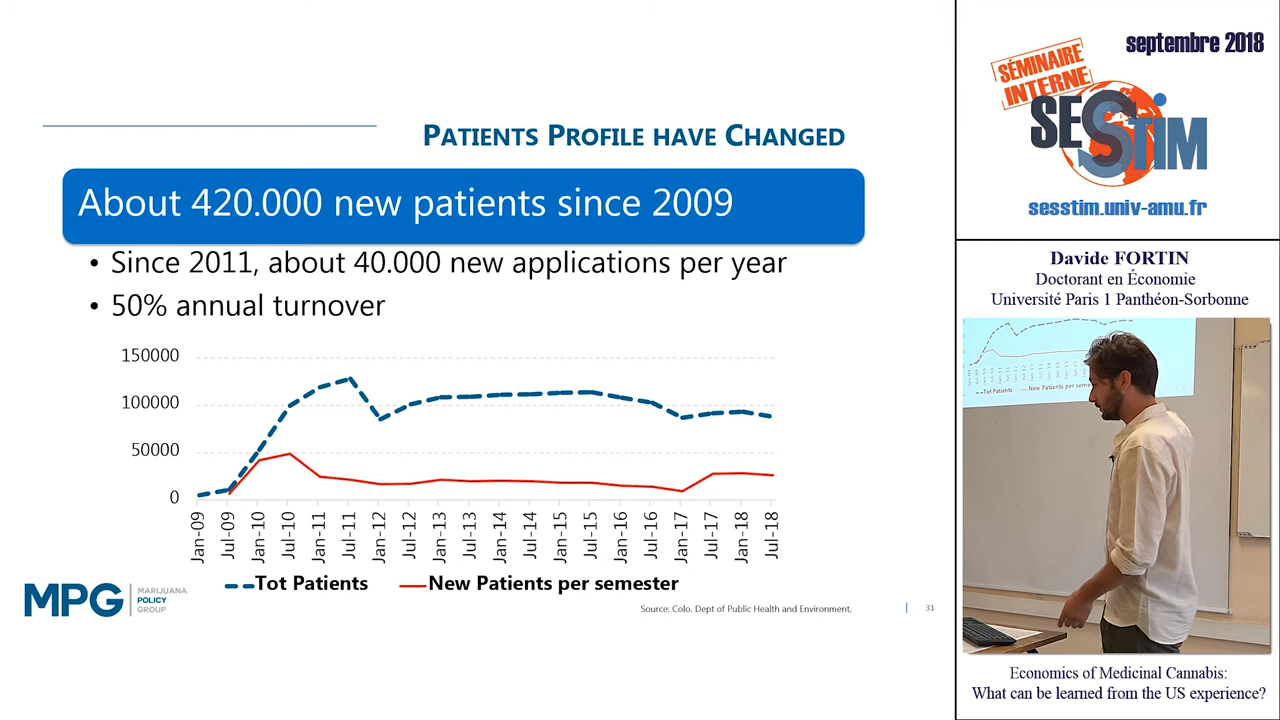 PATIENTS PROFILE HAVE CHANGED
About 420.000 new patients since 2009
• Since 2011, about 40.000 new applications per year
• 50% annual turnover
150000
100000
50000
0
Jan-09
Jul-09
Jan-10
Jul-10
Jan-11
Jul-11
Jan-12
Jul-12
Jan-13
Jul-13
Jan-14
Jul-14
Jan-15
Jul-15
Jan-16
Jul-16
Jan-17
Jul-17
Jan-18
Jul-18
Tot Patients
New Patients per semester
MPG
MARIJUANA
POLICY
GROUP
Source: Colo. Dept of Public Health and Environment,
31
septembre 2018
SÉMINAIRE
INTERNE
SESSTIM
sesstim.univ-amu.fr
Davide FORTIN
Doctorant en Économie
Université Paris 1 Panthéon-Sorbonne
Tot Patients
New Patients per seme
Economics of Medicinal Cannabis:
What can be learned from the US experience?